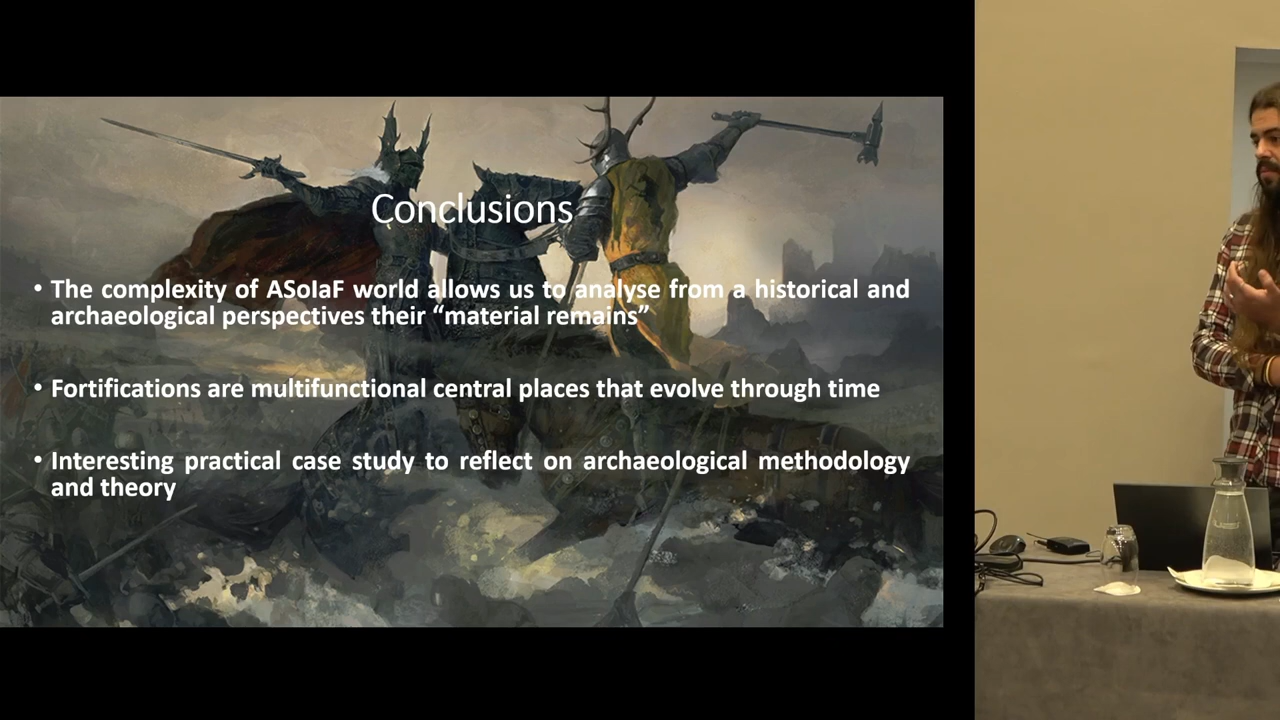 Conclusions
• The complexity of ASoIaF world allows us to analyse from a historical and
archaeological perspectives their “material remains”
• Fortifications are multifunctional central places that evolve through time
• Interesting practical case study to reflect on archaeological methodology
and theory